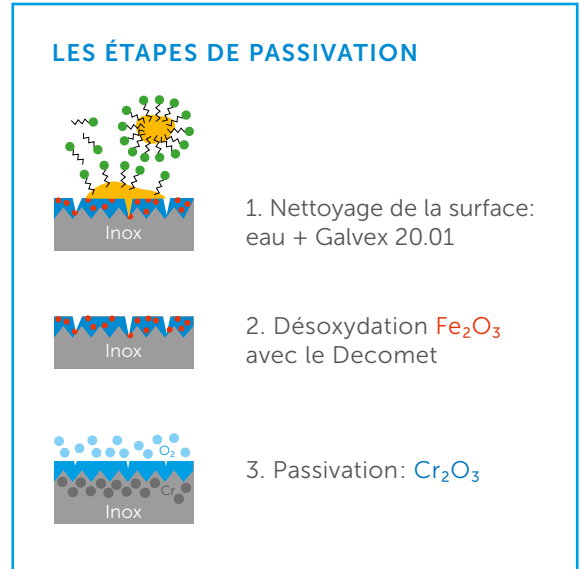 LES ÉTAPES DE PASSIVATION
Inox
1. Nettoyage de la surface:
eau + Galvex 20.01
Inox
2. Désoxydation Fe₂O₃
avec le Decomet
O₂
Cr
Inox
3. Passivation: Cr₂O₃